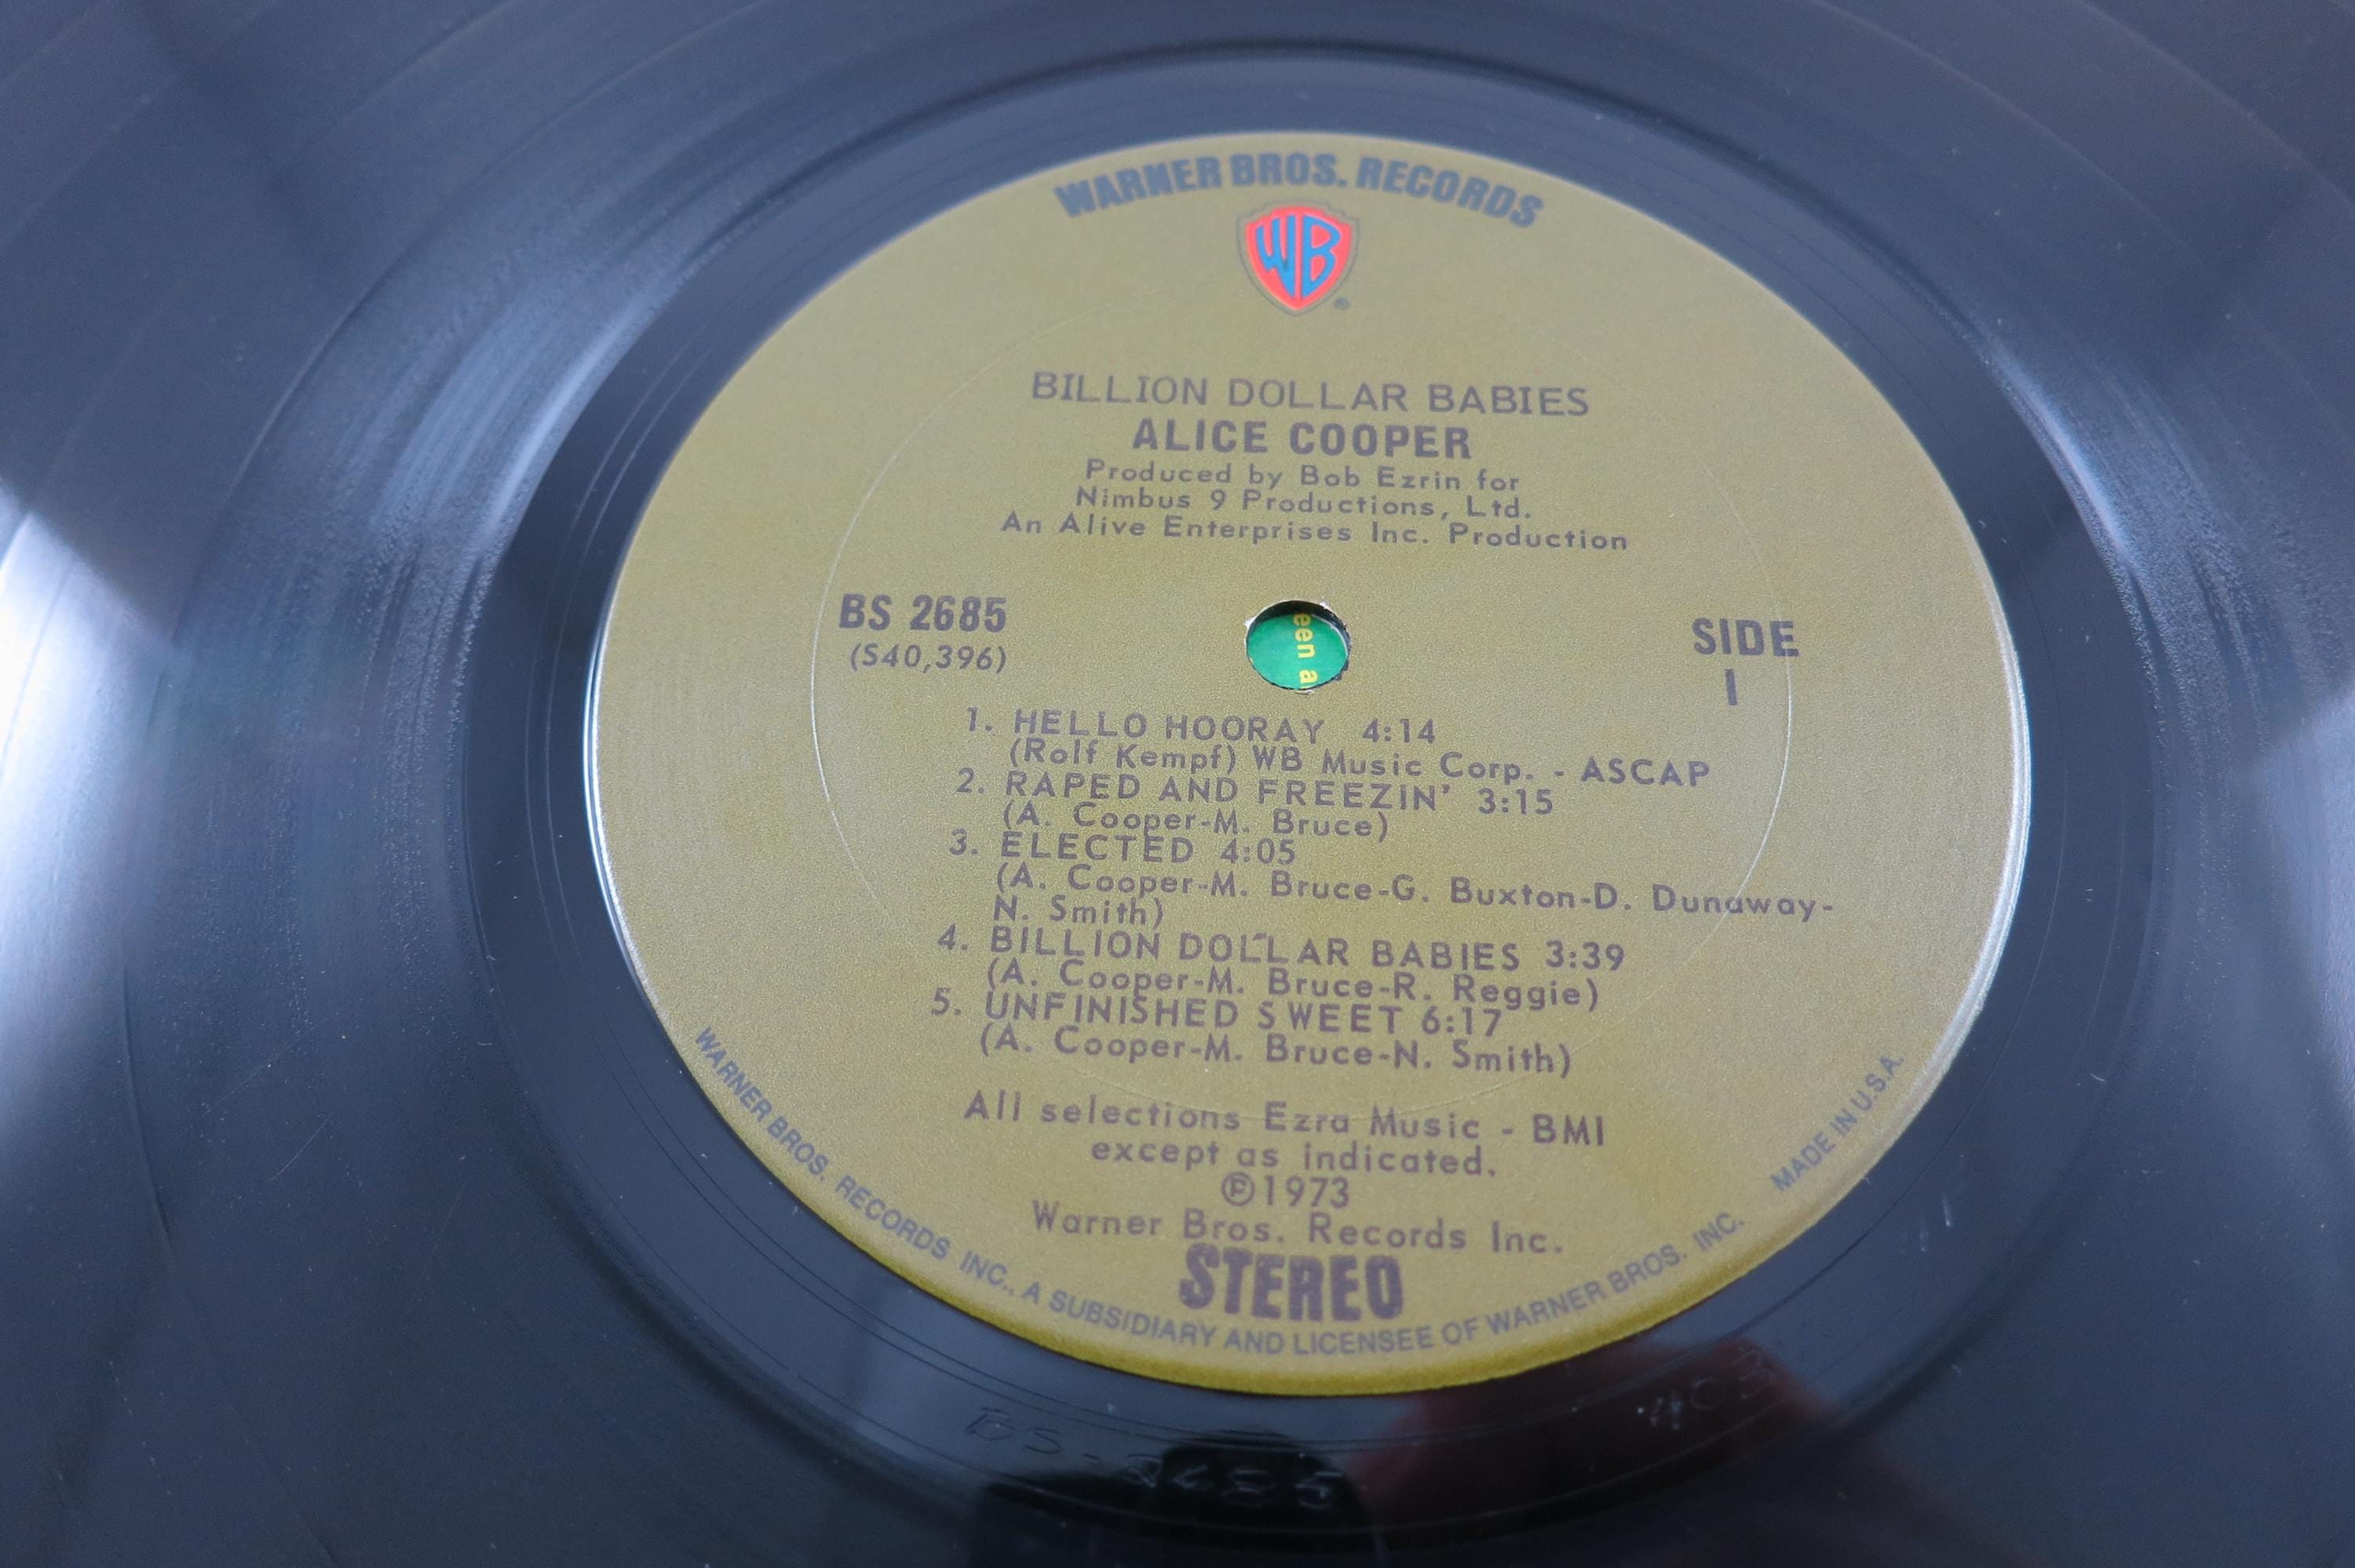 WARNER BROS. RECORDS
WB
®
BILLION DOLLAR BABIES
ALICE COOPER
Produced by Bob Ezrin for
Nimbus 9 Productions, Ltd.
An Alive Enterprises Inc. Production
BS 2685
(S40,396)
een a
SIDE
1
1. HELLO HOORAY 4:14
(Rolf Kempf) WB Music Corp. - ASCAP
2. RAPED AND FREEZIN' 3:15
(A. Cooper-M. Bruce)
3. ELECTED 4:05
(A. Cooper-M. Bruce-G. Buxton-D. Dunaway-
N. Smith)
4. BILLION DOLLAR BABIES 3:39
(A. Cooper-M. Bruce-R. Reggie)
5. UNFINISHED SWEET 6:17
(A. Cooper-M. Bruce-N. Smith)
All selections Ezra Music - BMI
except as indicated.
Ⓟ1973
Warner Bros. Records Inc.
STEREO
WARNER BROS. RECORDS INC., A SUBSIDIARY AND LICENSEE OF WARNER BROS. INC.
MADE IN U.S.A.